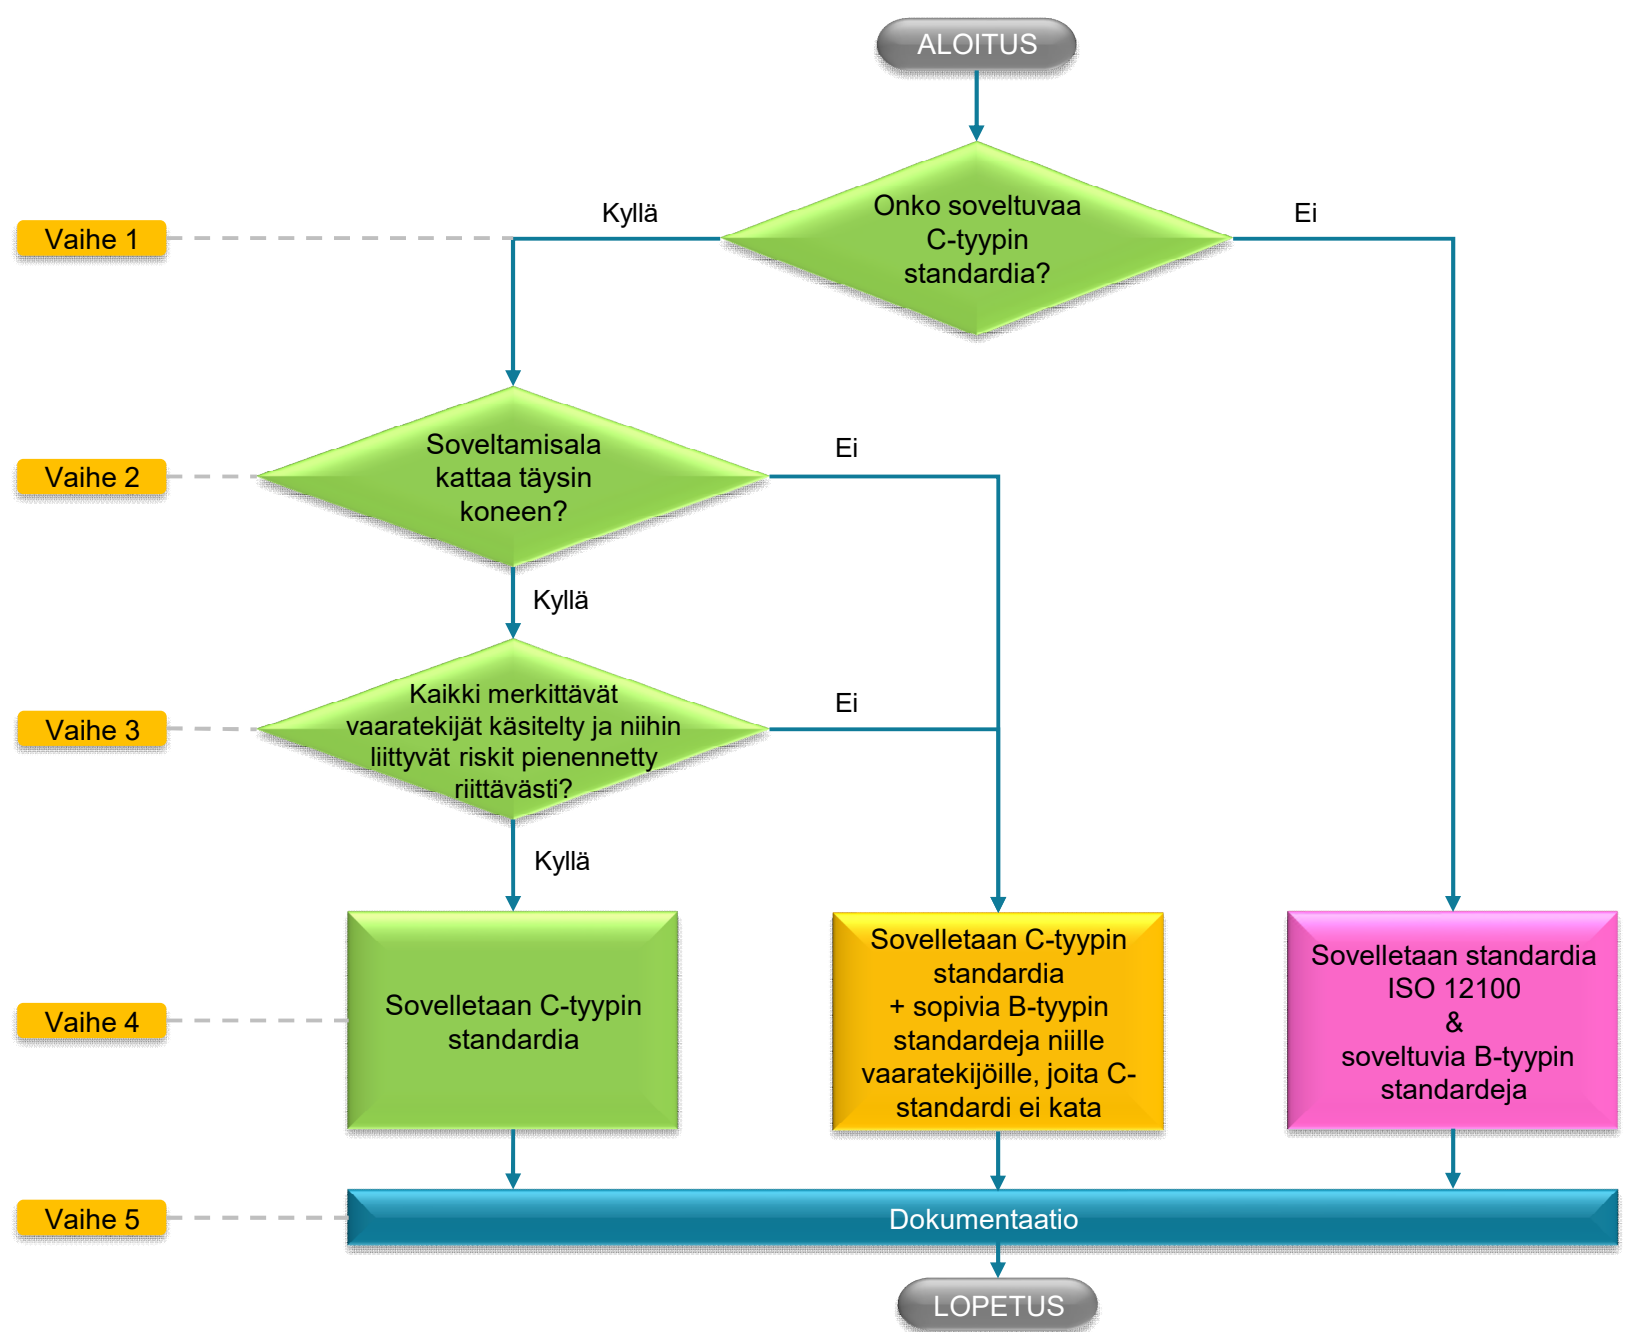 ALOITUS
Onko soveltuvaa
C-tyypin
standardia?
Kyllä
Ei
Vaihe 1
Soveltamisala
kattaa täysin
koneen?
Ei
Vaihe 2
Kyllä
Kaikki merkittävät
vaaratekijät käsitelty ja niihin
liittyvät riskit pienennetty
riittävästi?
Ei
Vaihe 3
Kyllä
Sovelletaan C-tyypin
standardia
Sovelletaan C-tyypin
standardia
+ sopivia B-tyypin
standardeja niille
vaaratekijöille, joita C-
standardi ei kata
Sovelletaan standardia
ISO 12100
&
soveltuvia B-tyypin
standardeja
Vaihe 4
Vaihe 5
Dokumentaatio
LOPETUS